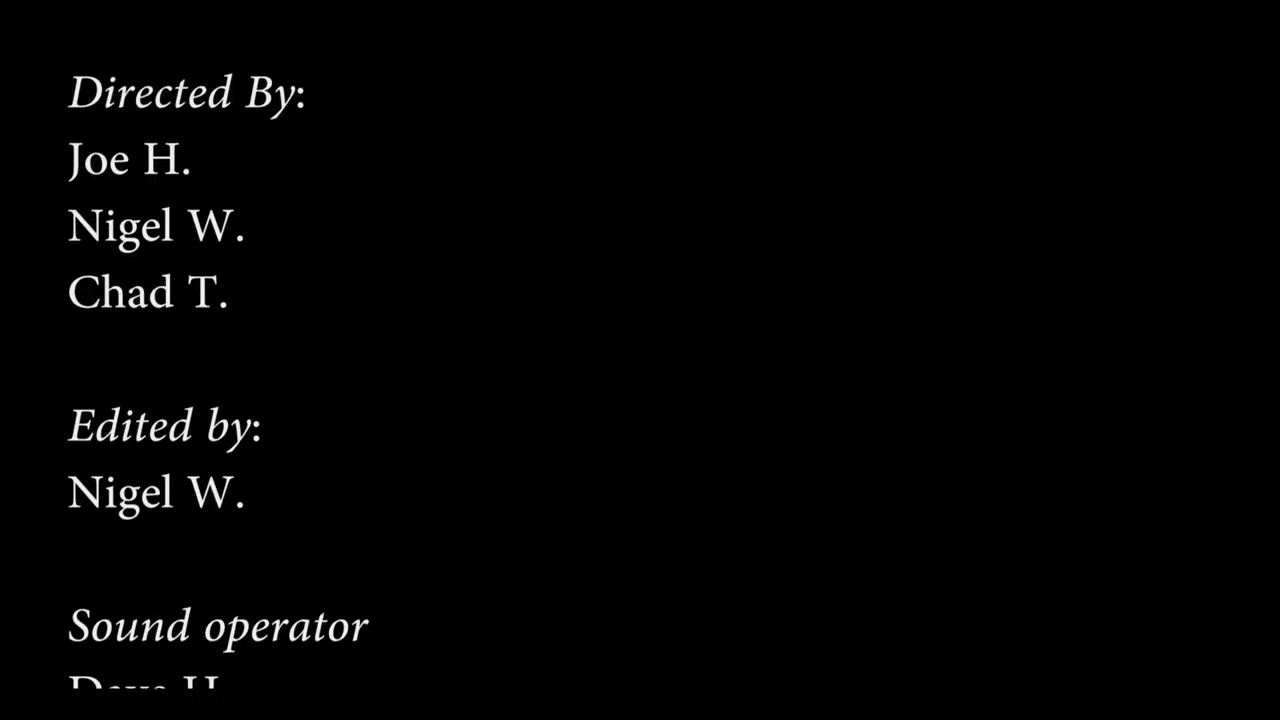 Directed By:
Joe H.
Nigel W.
Chad T.
Edited by:
Nigel W.
Sound operator